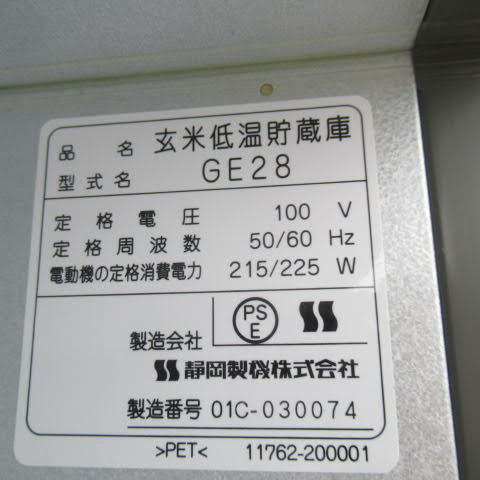 品名 玄米低温貯蔵庫
型式名 GE28
定格電圧 100 V
定格周波数 50/60 Hz
電動機の定格消費電力 215/225 W
PS
E
製造会社
静岡製機株式会社
製造番号 01C-030074
>PET< 11762-200001